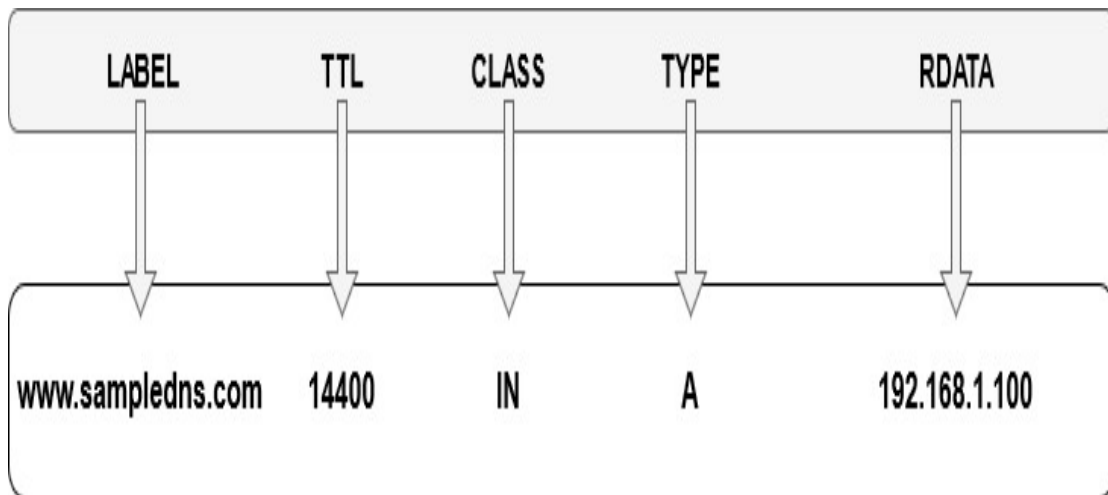 LABEL TTL CLASS TYPE RDATA
www.sampledns.com 14400 IN A 192.168.1.100